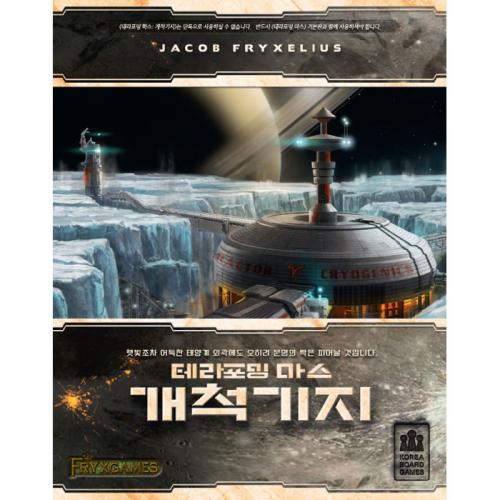 <테라포밍 마스: 개척기지>는 단독으로 사용하실 수 없습니다. 반드시 <테라포밍 마스> 기본판과 함께 사용하셔야 합니다.
JACOB FRYXELIUS
REACTOR CRYOGENICS
햇빛조차 어둑한 태양계 외곽에도 오히려 문명의 싹은 피어날 것입니다.
테라포밍 마스
개척기지
FRYXGAMES
KOREA
BOARD
GAMES